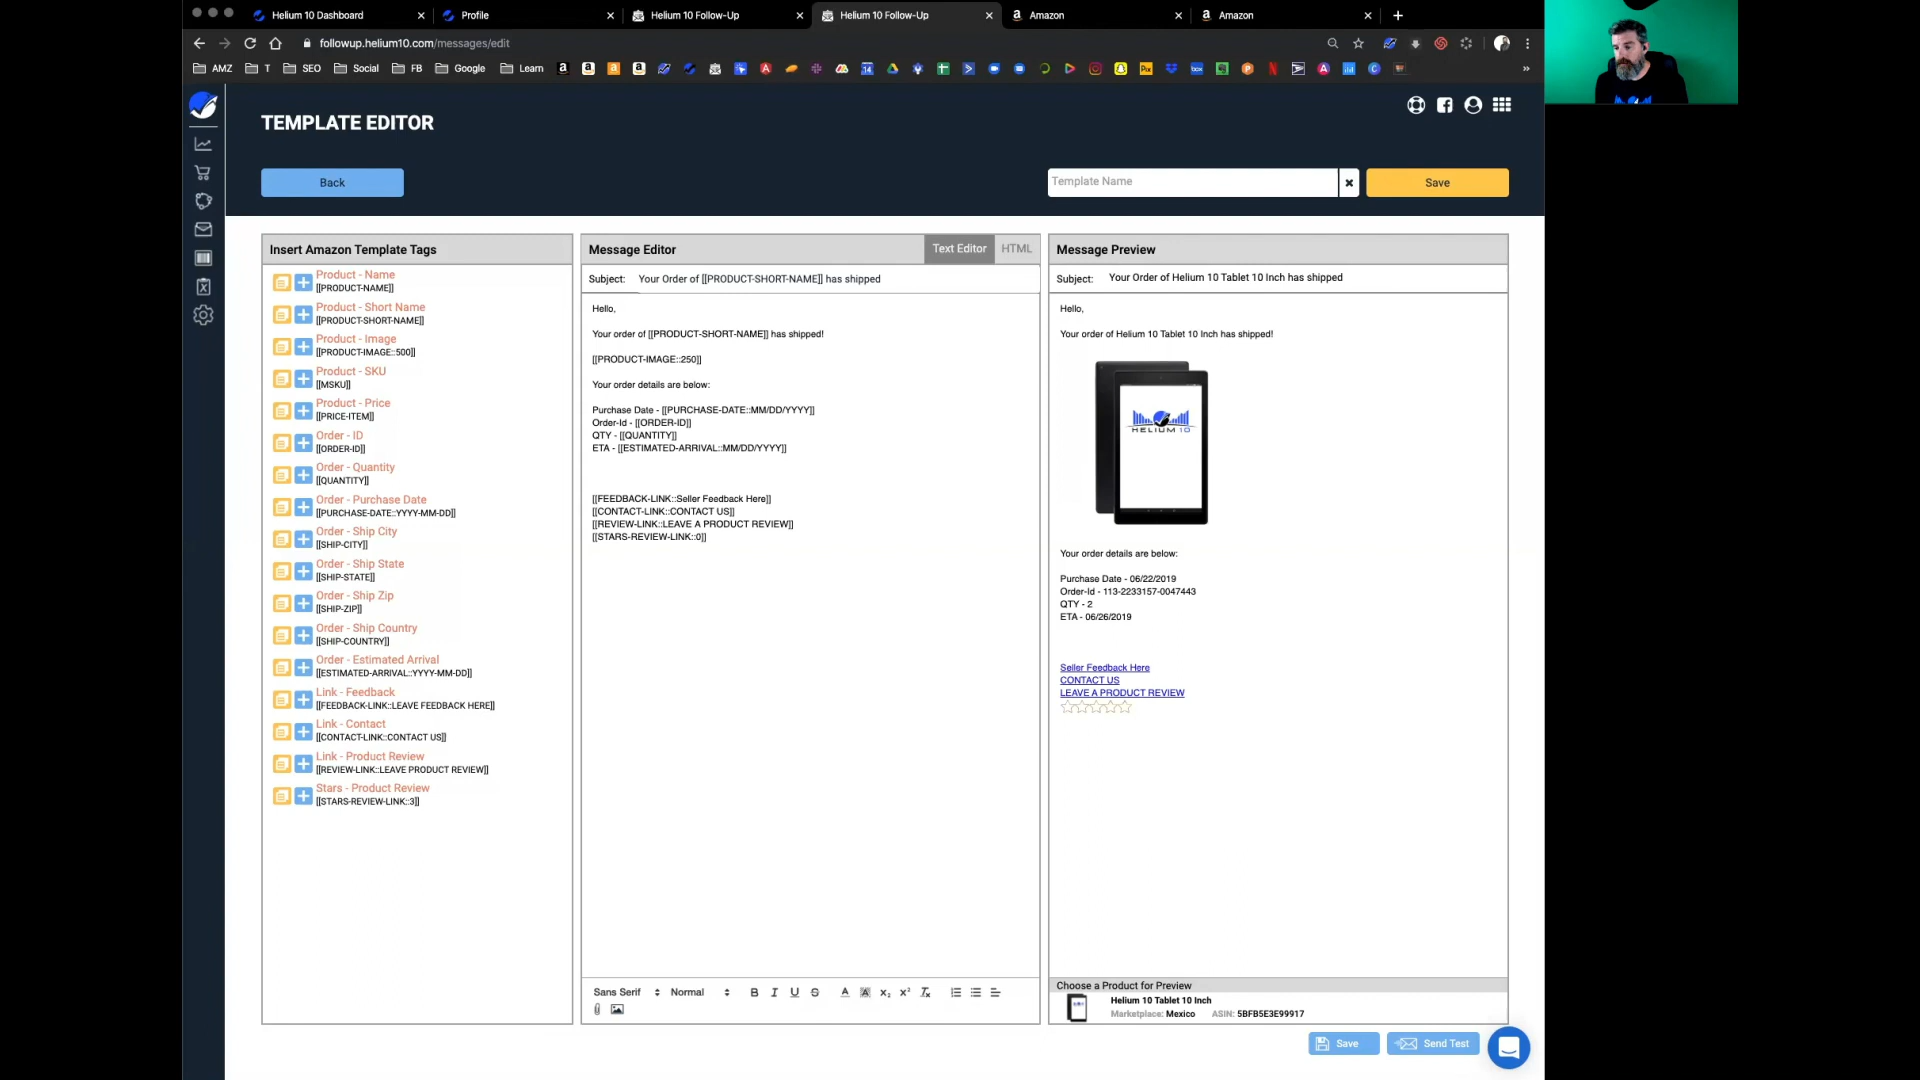 Helium 10 Dashboard
Profile
Helium 10 Follow-Up
Helium 10 Follow-Up
Amazon
Amazon
followup.helium10.com/messages/edit
AMZ
T
SEO
Social
FB
Google
Learn
TEMPLATE EDITOR
Back
Template Name
Save
Insert Amazon Template Tags
Product - Name
[[PRODUCT-NAME]]
Product - Short Name
[[PRODUCT-SHORT-NAME]]
Product - Image
[[PRODUCT-IMAGE::500]]
Product - SKU
[[MSKU]]
Product - Price
[[PRICE-ITEM]]
Order - ID
[[ORDER-ID]]
Order - Quantity
[[QUANTITY]]
Order - Purchase Date
[[PURCHASE-DATE::YYYY-MM-DD]]
Order - Ship City
[[SHIP-CITY]]
Order - Ship State
[[SHIP-STATE]]
Order - Ship Zip
[[SHIP-ZIP]]
Order - Ship Country
[[SHIP-COUNTRY]]
Order - Estimated Arrival
[[ESTIMATED-ARRIVAL::YYYY-MM-DD]]
Link - Feedback
[[FEEDBACK-LINK::LEAVE FEEDBACK HERE]]
Link - Contact
[[CONTACT-LINK::CONTACT US]]
Link - Product Review
[[REVIEW-LINK::LEAVE PRODUCT REVIEW]]
Stars - Product Review
[[STARS-REVIEW-LINK::3]]
Message Editor
Text Editor
HTML
Subject: Your Order of [[PRODUCT-SHORT-NAME]] has shipped
Hello,
Your order of [[PRODUCT-SHORT-NAME]] has shipped!
[[PRODUCT-IMAGE::250]]
Your order details are below:
Purchase Date - [[PURCHASE-DATE::MM/DD/YYYY]]
Order-Id - [[ORDER-ID]]
QTY - [[QUANTITY]]
ETA - [[ESTIMATED-ARRIVAL::MM/DD/YYYY]]
[[FEEDBACK-LINK::Seller Feedback Here]]
[[CONTACT-LINK::CONTACT US]]
[[REVIEW-LINK::LEAVE A PRODUCT REVIEW]]
[[STARS-REVIEW-LINK::0]]
Sans Serif
Normal
Message Preview
Subject: Your Order of Helium 10 Tablet 10 Inch has shipped
Hello,
Your order of Helium 10 Tablet 10 Inch has shipped!
HELIUM 10
Your order details are below:
Purchase Date - 06/22/2019
Order-Id - 113-2233157-0047443
QTY - 2
ETA - 06/26/2019
Seller Feedback Here
CONTACT US
LEAVE A PRODUCT REVIEW
Choose a Product for Preview
Helium 10 Tablet 10 Inch
Marketplace: Mexico ASIN: 5BFB5E3E99917
Save
Send Test